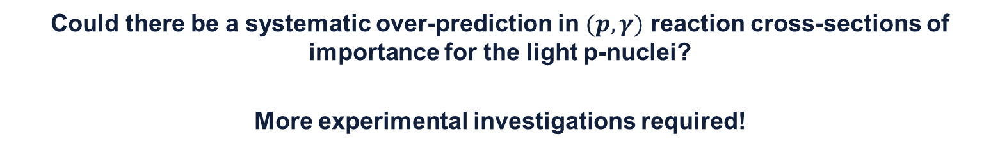 Could there be a systematic over-prediction in (p,γ) reaction cross-sections of
importance for the light p-nuclei?
More experimental investigations required!